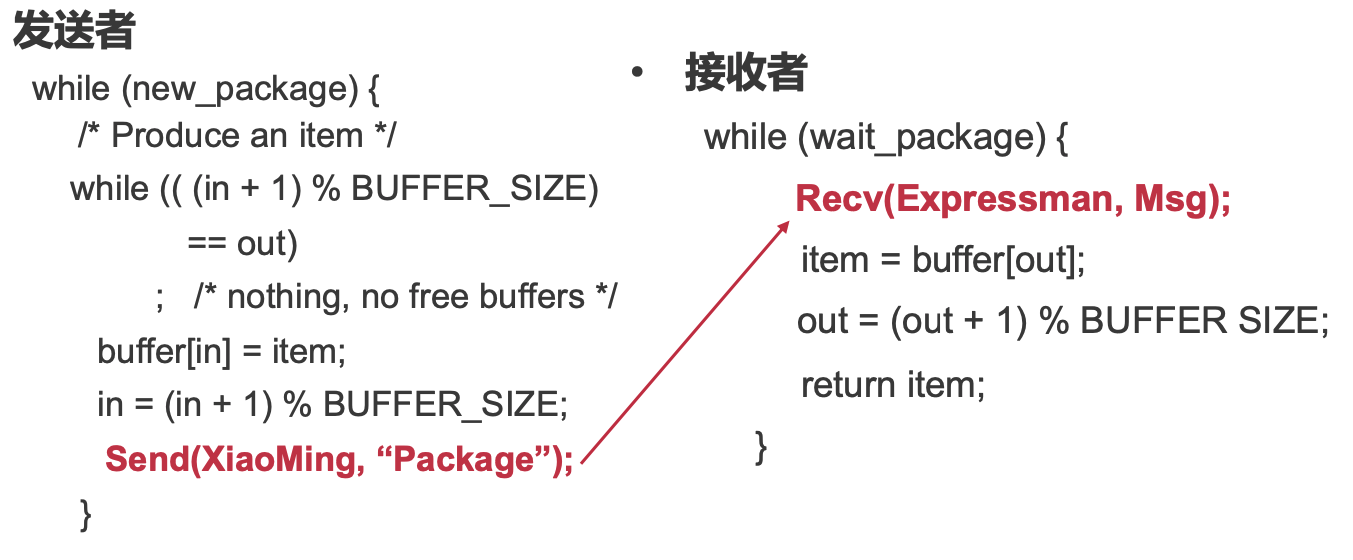 发送者
while (new_package) {
/* Produce an item */
while (( (in + 1) % BUFFER_SIZE)
== out)
; /* nothing, no free buffers */
buffer[in] = item;
in = (in + 1) % BUFFER_SIZE;
Send(XiaoMing, “Package”);
}
• 接收者
while (wait_package) {
Recv(Expressman, Msg);
item = buffer[out];
out = (out + 1) % BUFFER SIZE;
return item;
}